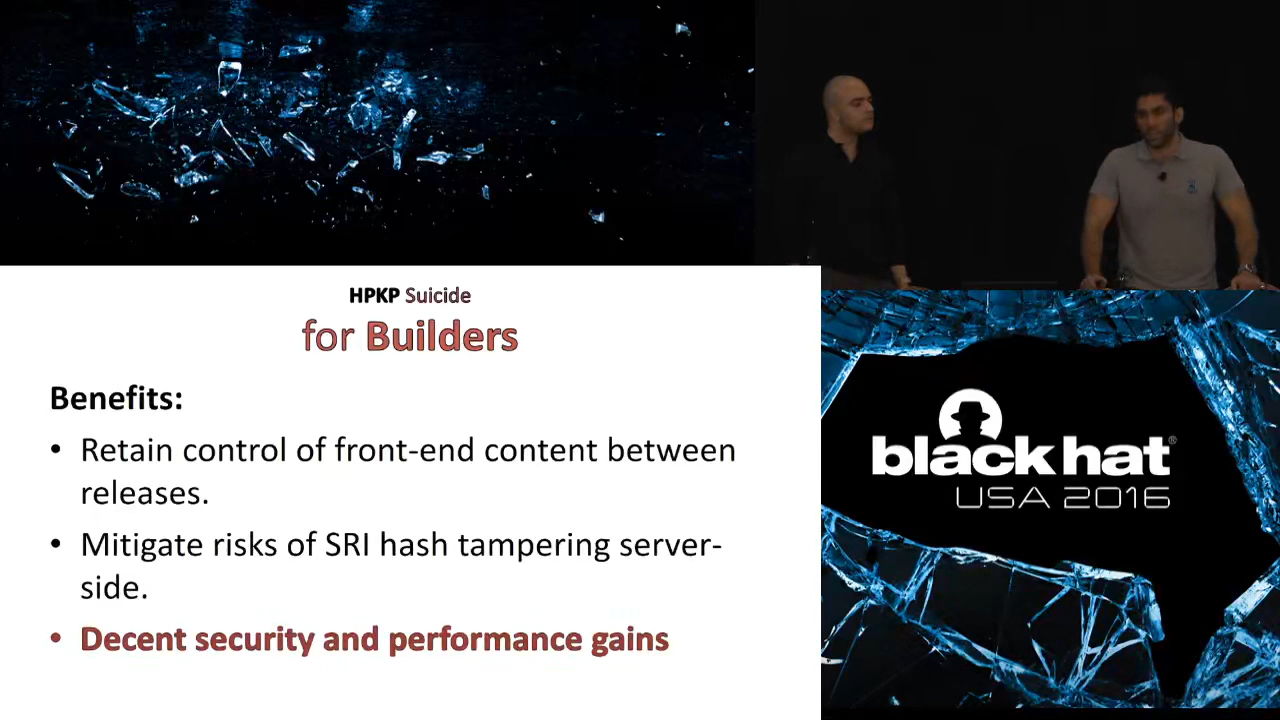 HPKP Suicide
for Builders
Benefits:
• Retain control of front-end content between
releases.
• Mitigate risks of SRI hash tampering server-
side.
• Decent security and performance gains
black hat®
USA 2016